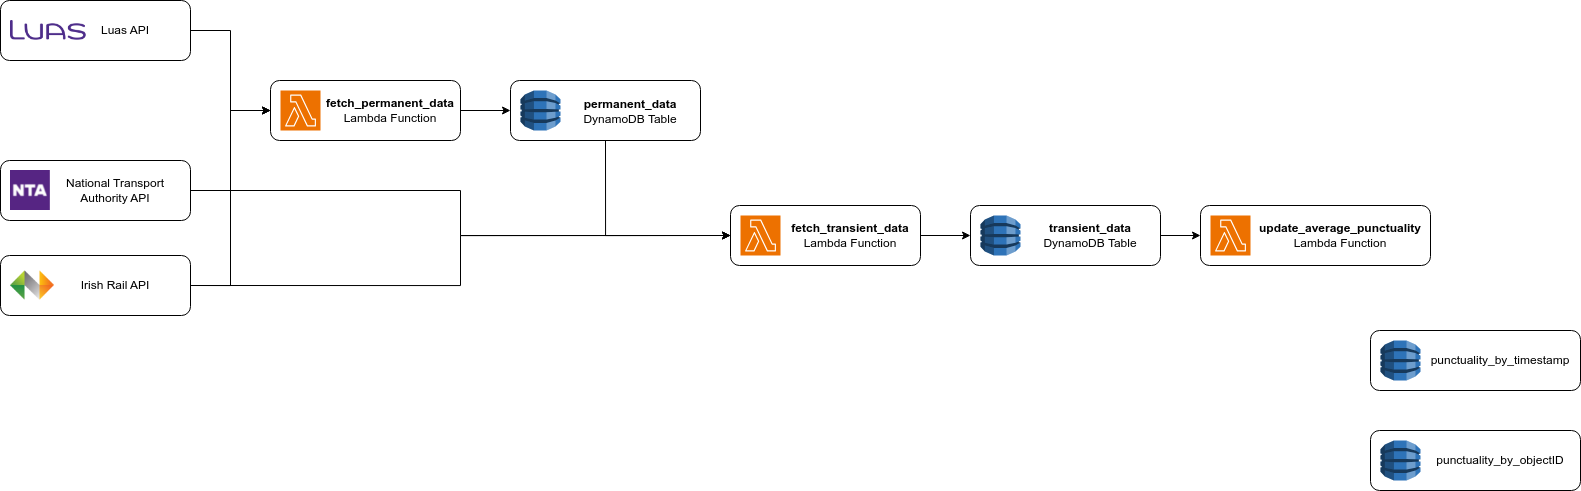 LUAS
Luas API
fetch_permanent_data
Lambda Function
permanent_data
DynamoDB Table
NTA
National Transport
Authority API
Irish Rail API
fetch_transient_data
Lambda Function
transient_data
DynamoDB Table
update_average_punctuality
Lambda Function
punctuality_by_timestamp
punctuality_by_objectID